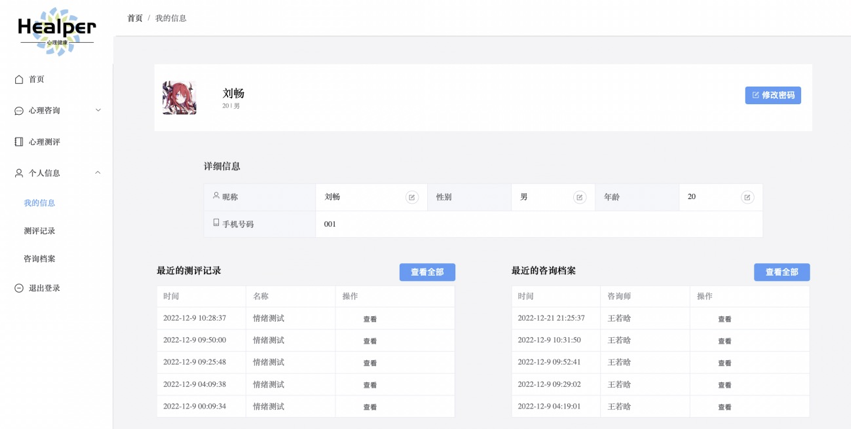 Healper
心理健康
首页 / 我的信息
首页
心理咨询
心理测评
个人信息
我的信息
测评记录
咨询档案
退出登录
刘畅
20 | 男
修改密码
详细信息
昵称 刘畅 性别 男 年龄 20
手机号码 001
最近的测评记录 查看全部
时间 名称 操作
2022-12-9 10:28:37 情绪测试 查看
2022-12-9 09:50:00 情绪测试 查看
2022-12-9 09:25:48 情绪测试 查看
2022-12-9 04:09:38 情绪测试 查看
2022-12-9 00:09:34 情绪测试 查看
最近的咨询档案 查看全部
时间 咨询师 操作
2022-12-21 21:25:37 王若晗 查看
2022-12-9 10:31:50 王若晗 查看
2022-12-9 09:52:41 王若晗 查看
2022-12-9 09:29:02 王若晗 查看
2022-12-9 04:19:01 王若晗 查看